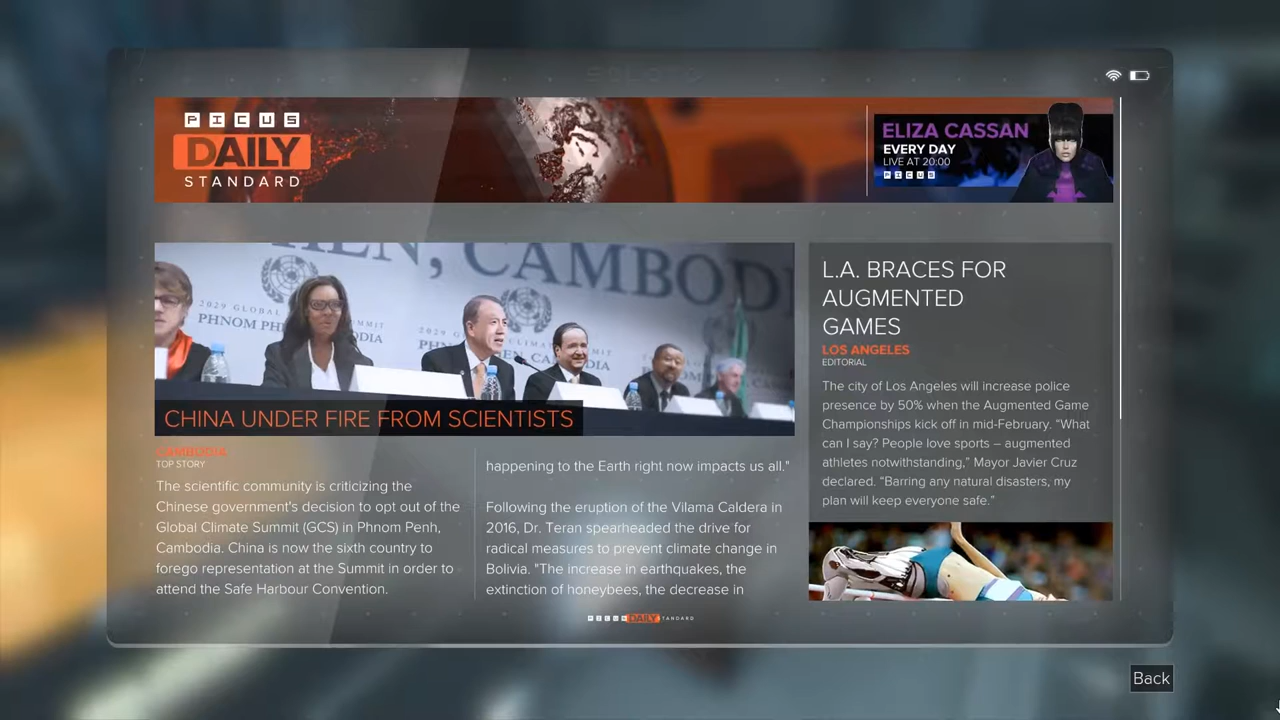 PICUS
DAILY
STANDARD
ELIZA CASSAN
EVERY DAY
LIVE AT 20:00
PICUS
HEN, CAMBODI
2029 GLOBAL
SUMMIT
PHNOM PH
ODIA
CHINA UNDER FIRE FROM SCIENTISTS
CAMBODIA
TOP STORY
The scientific community is criticizing the
Chinese government's decision to opt out of the
Global Climate Summit (GCS) in Phnom Penh,
Cambodia. China is now the sixth country to
forego representation at the Summit in order to
attend the Safe Harbour Convention.
happening to the Earth right now impacts us all."
Following the eruption of the Vilama Caldera in
2016, Dr. Teran spearheaded the drive for
radical measures to prevent climate change in
Bolivia. "The increase in earthquakes, the
extinction of honeybees, the decrease in
L.A. BRACES FOR
AUGMENTED
GAMES
LOS ANGELES
EDITORIAL
The city of Los Angeles will increase police
presence by 50% when the Augmented Game
Championships kick off in mid-February. "What
can I say? People love sports – augmented
athletes notwithstanding," Mayor Javier Cruz
declared. "Barring any natural disasters, my
plan will keep everyone safe."
PICUS DAILY STANDARD
Back